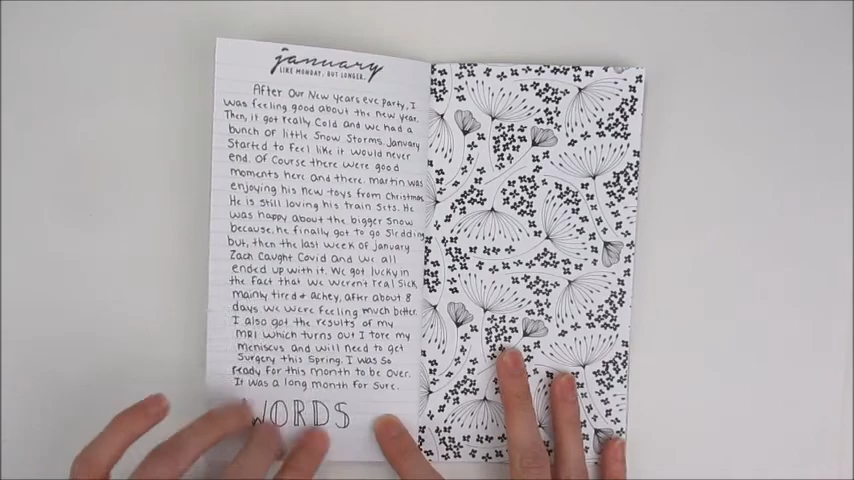 january
LIKE MONDAY, BUT LONGER.
After Our New years eve party, I
was feeling good about the new year.
Then, it got really Cold and we had a
bunch of little Snow Storms. January
Started to feel like it would never
end. Of Course there were good
moments here and there. martin was
enjoying his new toys from Christmas
He is still loving his train Sets. He
was happy about the bigger Snow
because, he finally got to go Sledding
but, then the last week of january
Zach Caught Covid and we all
ended up with it. We got lucky in
the fact that we weren't real Sick,
mainly tired & achey, after about 8
days we were feeling much better.
I also got the results of my
MRI which turns out I tore my
meniscus and will need to get
Surgery this Spring. I was So
ready for this month to be Over.
It was a long month for Sure.
WORDS